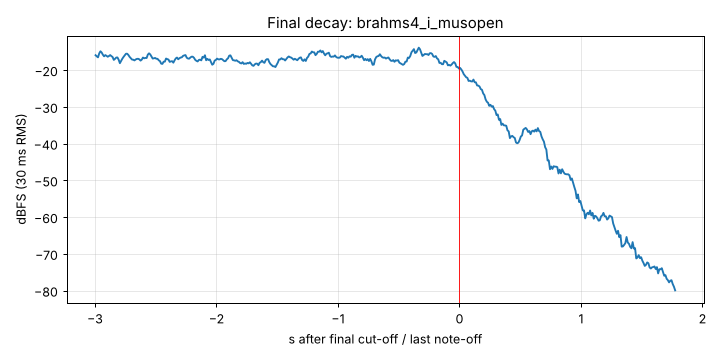 Final decay: brahms4_i_musopen
dBFS (30 ms RMS)
−20
−30
−40
−50
−60
−70
−80
−3 −2 −1 0 1 2
s after final cut-off / last note-off